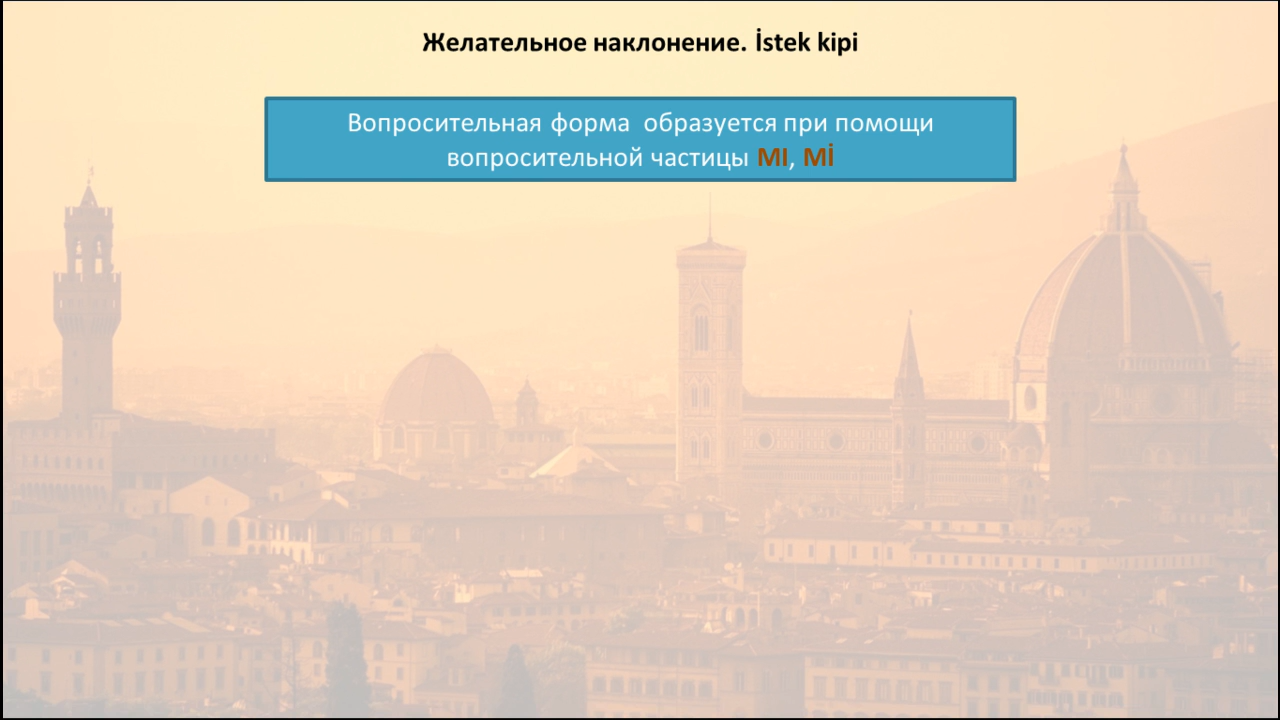 Желательное наклонение. İstek kipi
Вопросительная форма образуется при помощи
вопросительной частицы MI, Mİ